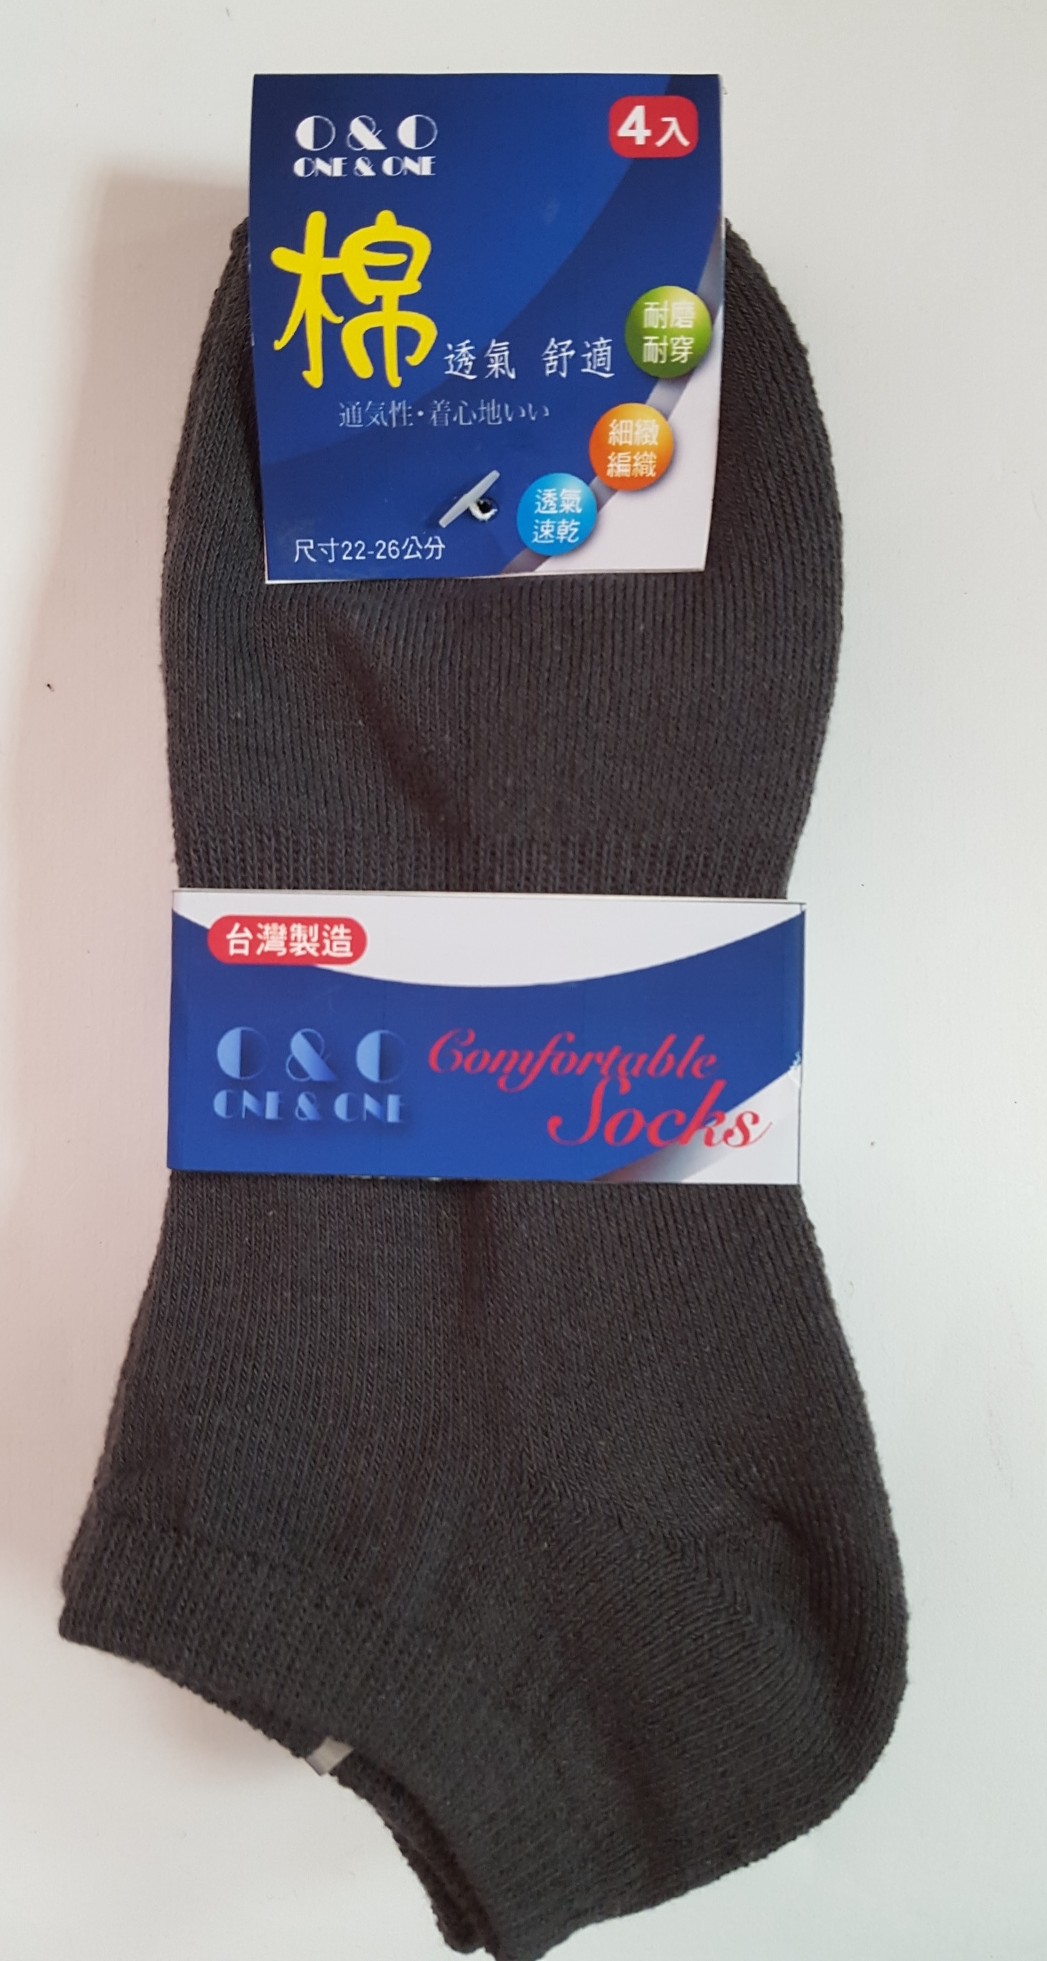 O & O
ONE & ONE
4入
棉
透氣 舒適
通気性・着心地いい
耐磨
耐穿
細緻
編織
透氣
速乾
尺寸22-26公分
台灣製造
O & O
ONE & ONE
Comfortable
Socks